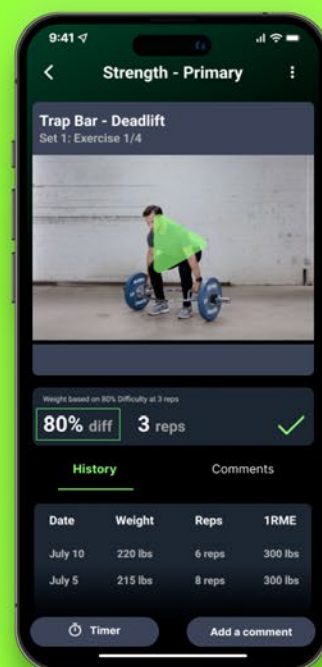 9:41
Strength - Primary
Trap Bar - Deadlift
Set 1: Exercise 1/4
Weight based on 80% Difficulty at 3 reps
80% diff 3 reps
History Comments
Date Weight Reps 1RME
July 10 220 lbs 6 reps 300 lbs
July 5 215 lbs 8 reps 300 lbs
Timer Add a comment